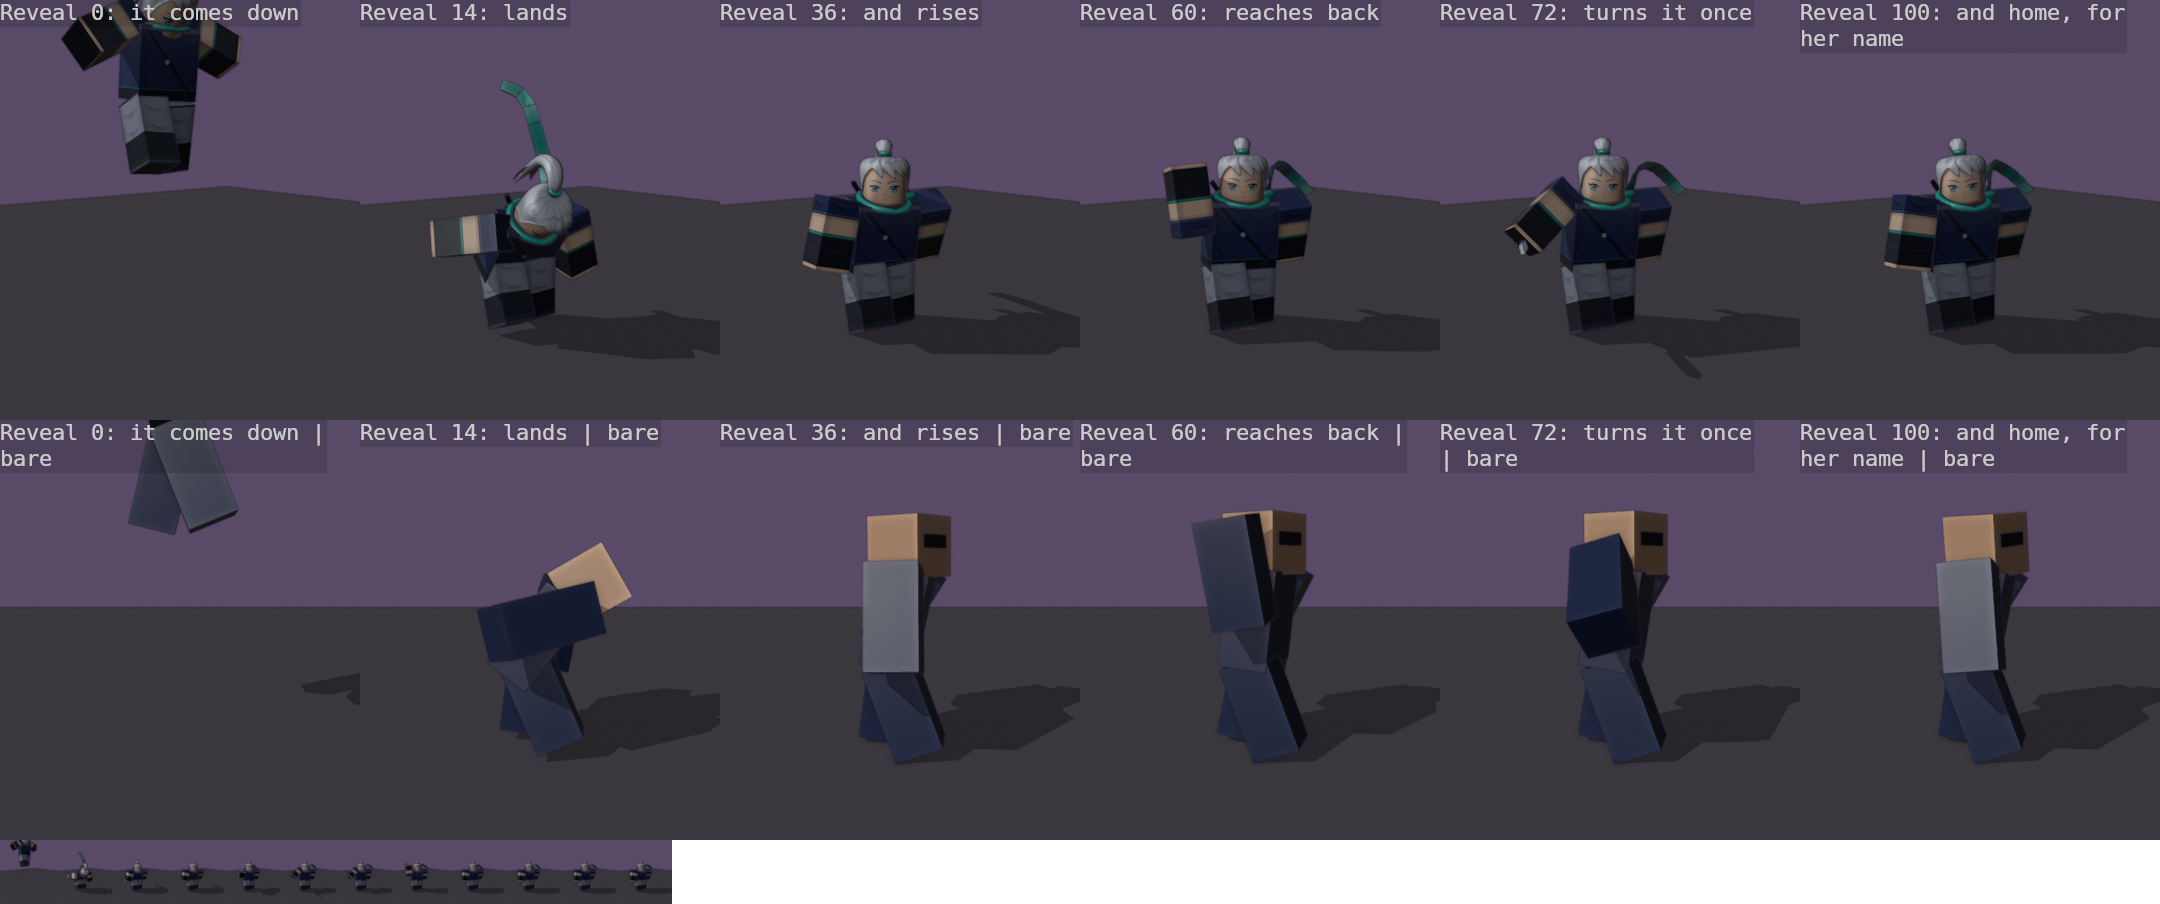 Reveal 0: it comes down
Reveal 14: lands
Reveal 36: and rises
Reveal 60: reaches back
Reveal 72: turns it once
Reveal 100: and home, for
her name
Reveal 0: it comes down |
bare
Reveal 14: lands | bare
Reveal 36: and rises | bare
Reveal 60: reaches back |
bare
Reveal 72: turns it once
| bare
Reveal 100: and home, for
her name | bare